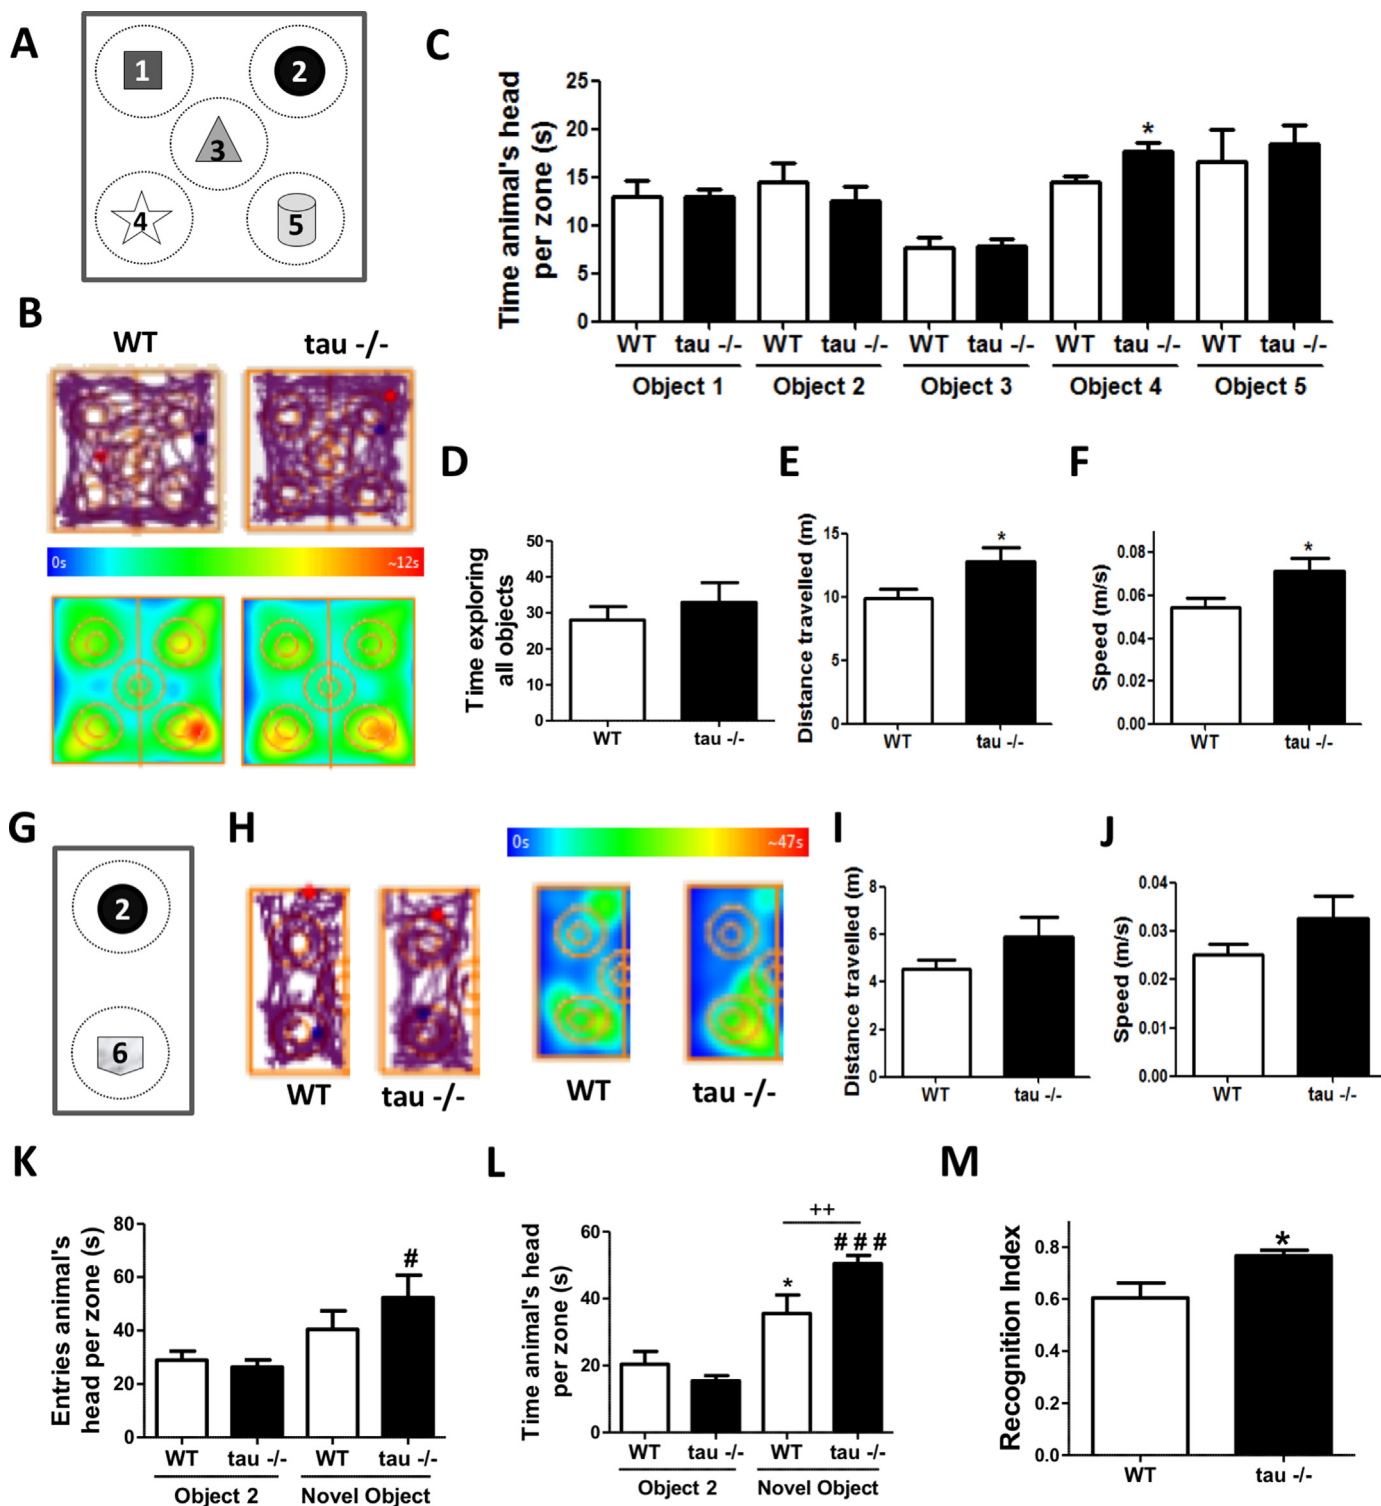 A
1
2
3
4
5
C
Time animal's head
per zone (s)
25
20
15
10
5
0
*
WT tau -/- WT tau -/- WT tau -/- WT tau -/- WT tau -/-
Object 1 Object 2 Object 3 Object 4 Object 5
B
WT tau -/-
0s ~12s
D
Time exploring
all objects
50
40
30
20
10
0
WT tau -/-
E
Distance travelled (m)
15
10
5
0
*
WT tau -/-
F
Speed (m/s)
0.08
0.06
0.04
0.02
0.00
*
WT tau -/-
G
2
6
H
WT tau -/-
0s ~47s
WT tau -/-
I
Distance travelled (m)
8
6
4
2
0
WT tau -/-
J
Speed (m/s)
0.04
0.03
0.02
0.01
0.00
WT tau -/-
K
Entries animal's
head per zone (s)
80
60
40
20
0
#
WT tau -/- WT tau -/-
Object 2 Novel Object
L
Time animal's head
per zone (s)
60
40
20
0
++
*
###
WT tau -/- WT tau -/-
Object 2 Novel Object
M
Recognition Index
0.8
0.6
0.4
0.2
0.0
*
WT tau -/-